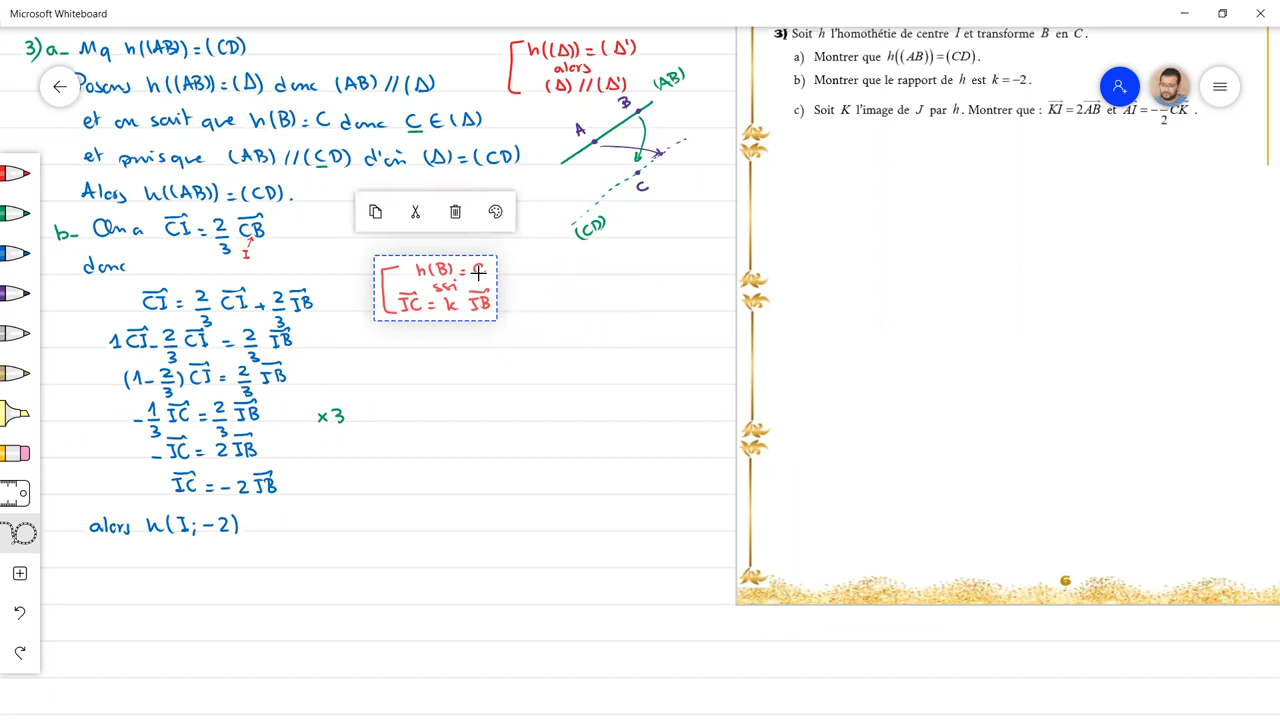 Microsoft Whiteboard
3) a_ Mq h((AB)) = (CD)
Posons h((AB)) = (Δ) donc (AB) // (Δ)
et on sait que h(B) = C donc C ∈ (Δ)
et puisque (AB) // (CD) d'où (Δ) = (CD)
Alors h((AB)) = (CD).
b- On a CI = 2/3 CB
I
donc
CI = 2/3 CI + 2/3 IB
1CI - 2/3 CI = 2/3 IB
(1 - 2/3) CI = 2/3 IB
- 1/3 IC = 2/3 IB ×3
- IC = 2 IB
IC = - 2 IB
alors h(I; -2)
h((Δ)) = (Δ')
alors
(Δ) // (Δ')
(AB)
B
A
C
(CD)
h(B) = C
ssi
IC = k IB
3) Soit h l'homothétie de centre I et transforme B en C .
a) Montrer que h((AB)) = (CD) .
b) Montrer que le rapport de h est k = −2 .
c) Soit K l'image de J par h . Montrer que : KI = 2AB et AI = − /2 CK .
6